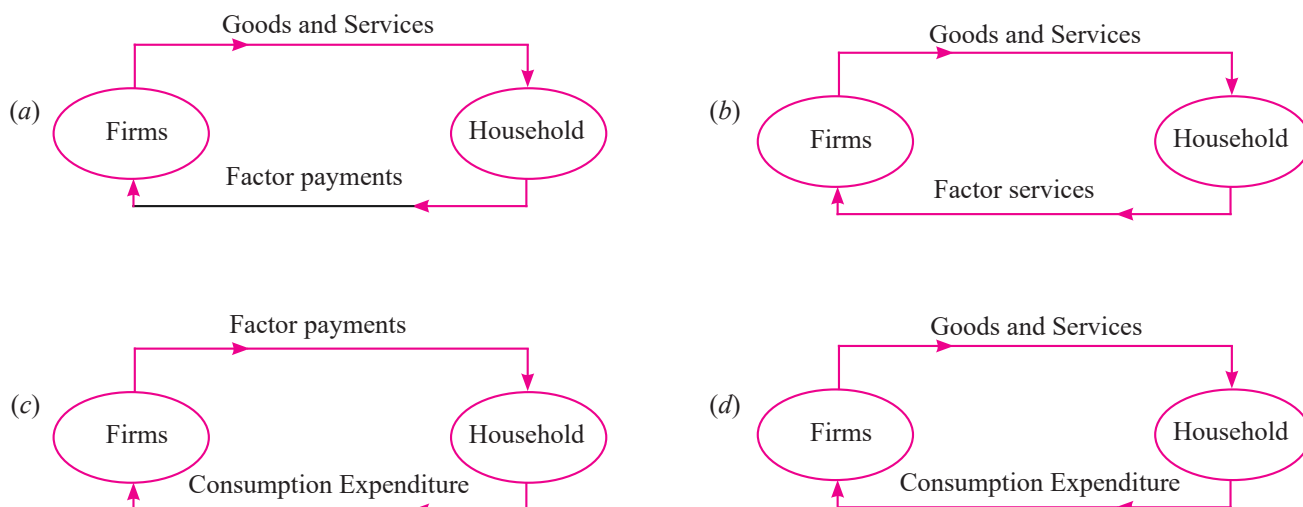 Goods and Services
(a) Firms Household
Factor payments
Goods and Services
(b) Firms Household
Factor services
Factor payments
(c) Firms Household
Consumption Expenditure
Goods and Services
(d) Firms Household
Consumption Expenditure